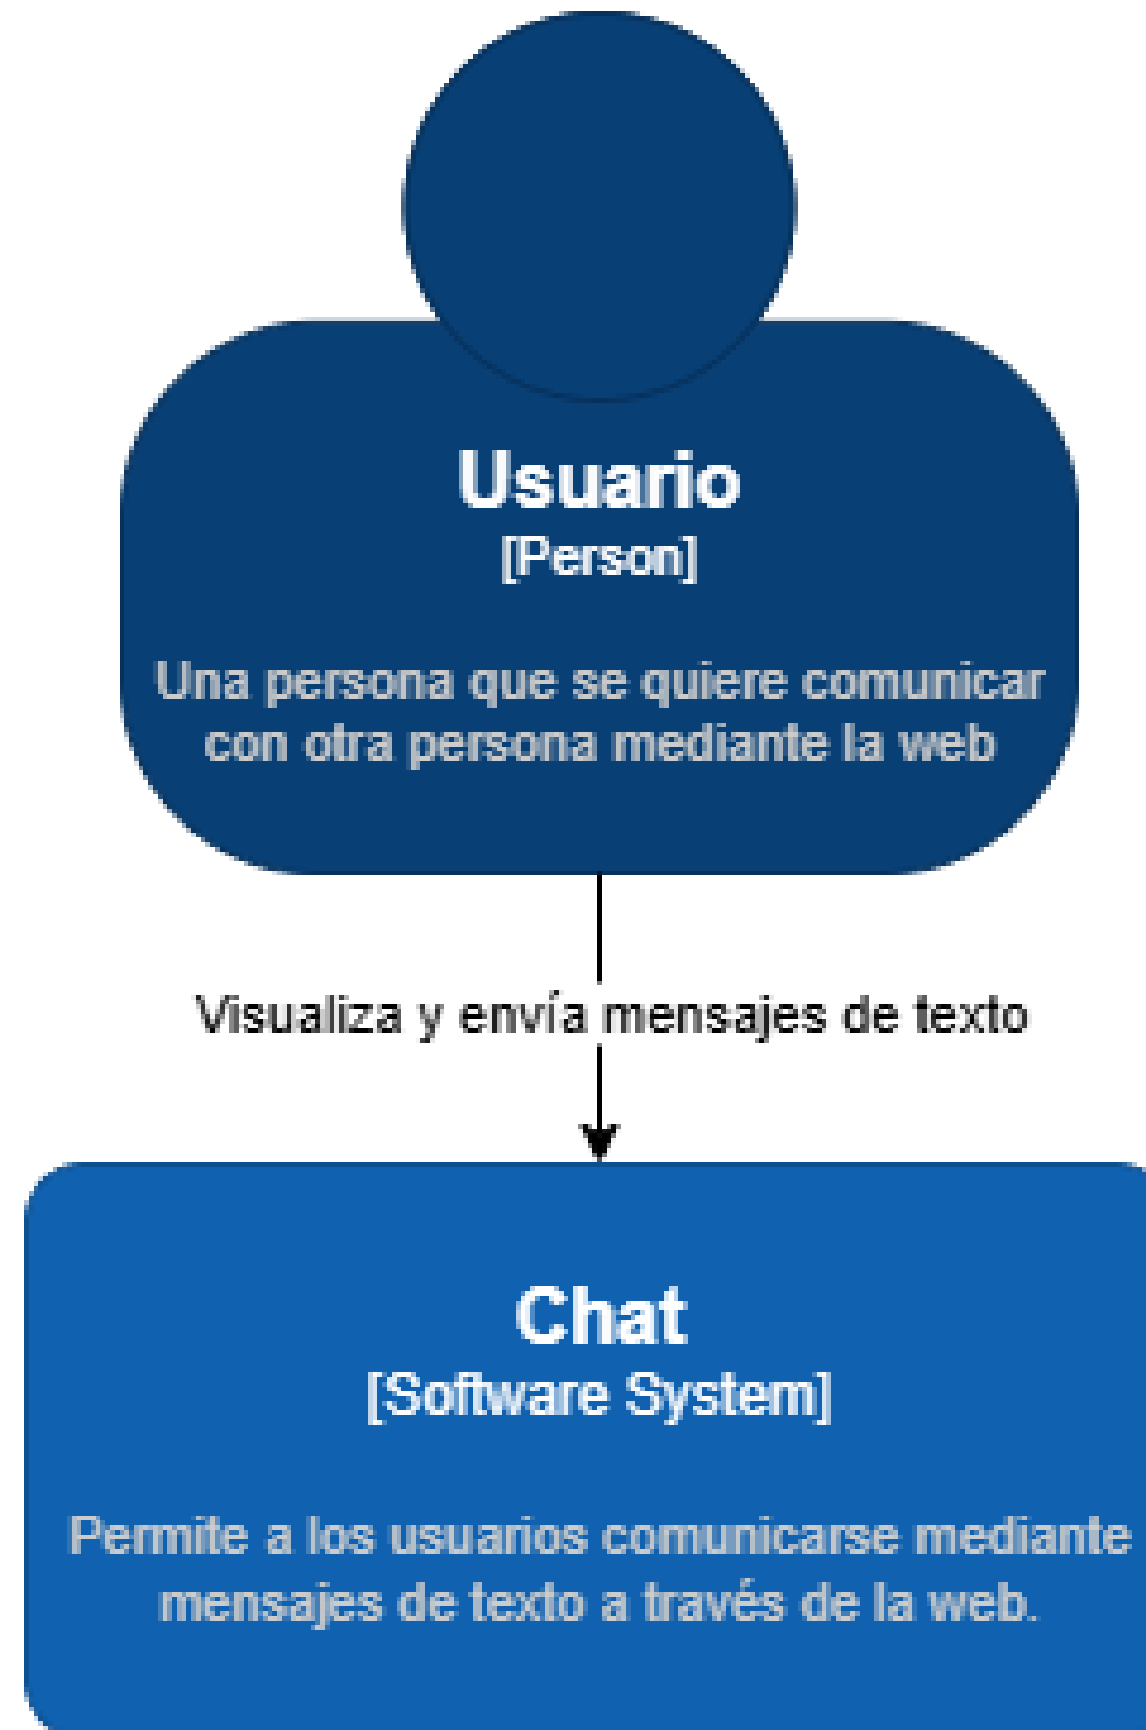 Usuario
[Person]
Una persona que se quiere comunicar
con otra persona mediante la web
Visualiza y envía mensajes de texto
Chat
[Software System]
Permite a los usuarios comunicarse mediante
mensajes de texto a través de la web.